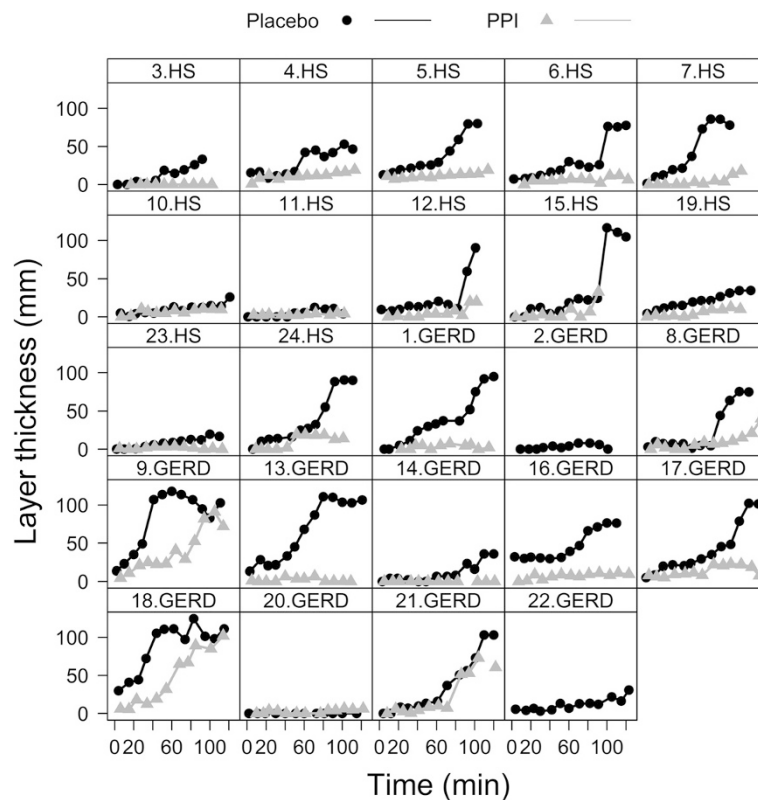 Placebo PPI
3.HS 4.HS 5.HS 6.HS 7.HS
100
50
0
10.HS 11.HS 12.HS 15.HS 19.HS
100
50
0
23.HS 24.HS 1.GERD 2.GERD 8.GERD
100
50
0
9.GERD 13.GERD 14.GERD 16.GERD 17.GERD
100
50
0
18.GERD 20.GERD 21.GERD 22.GERD
100
50
0
Layer thickness (mm)
0 20 60 100 0 20 60 100 0 20 60 100 0 20 60 100
Time (min)